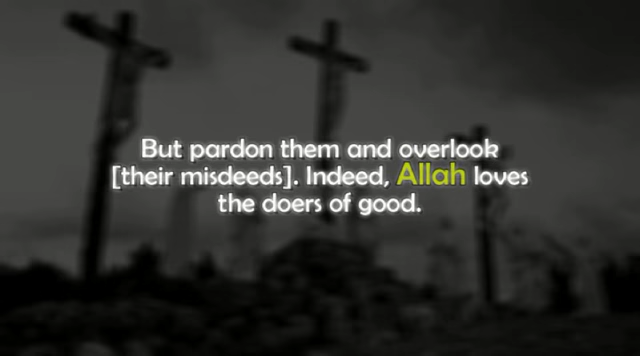 But pardon them and overlook
[their misdeeds]. Indeed, Allah loves
the doers of good.